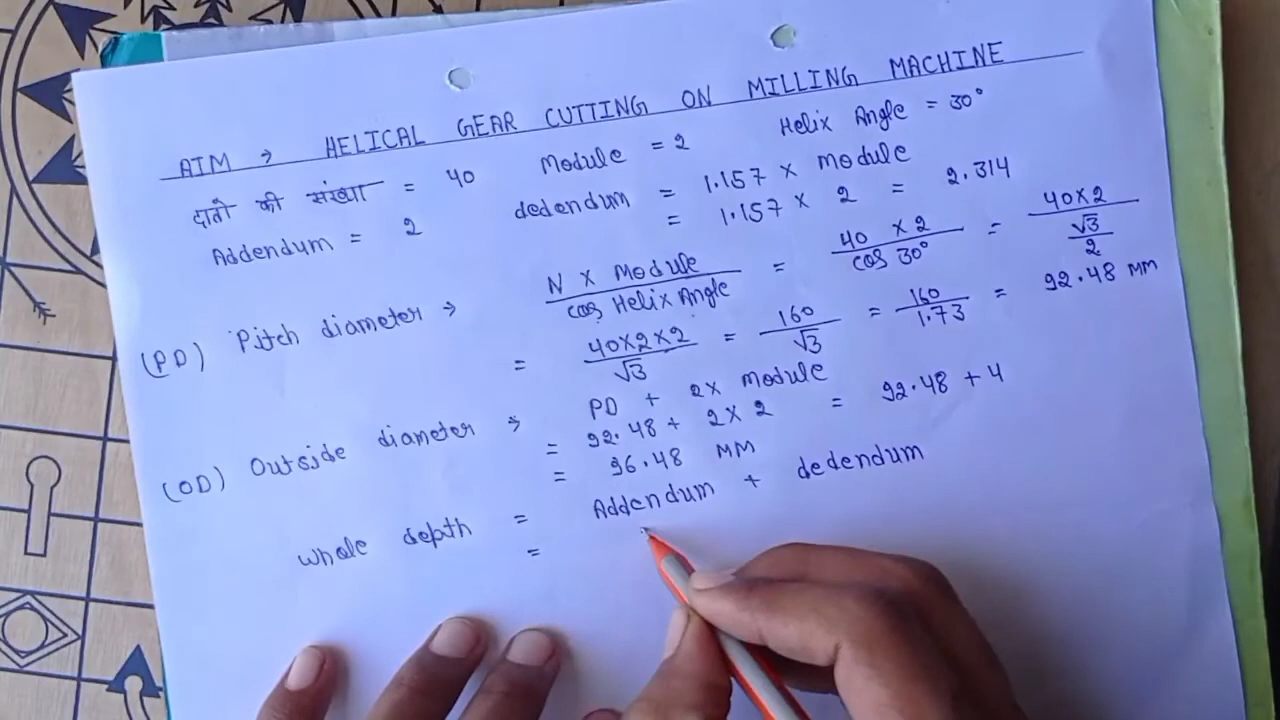 AIM → HELICAL GEAR CUTTING ON MILLING MACHINE
दातो की संख्या = 40 Module = 2 Helix Angle = 30°
Addendum = 2 dedendum = 1.157 × module
= 1.157 × 2 = 2.314
(PD) Pitch diameter → N × Module / cos Helix Angle = 40 × 2 / cos 30° = 40×2 / √3/2
= 40×2×2 / √3 = 160 / √3 = 160 / 1.73 = 92.48 MM
(OD) Outside diameter → PD + 2× module
= 92.48 + 2×2 = 92.48 + 4
= 96.48 MM
Whole depth = Addendum + dedendum
=